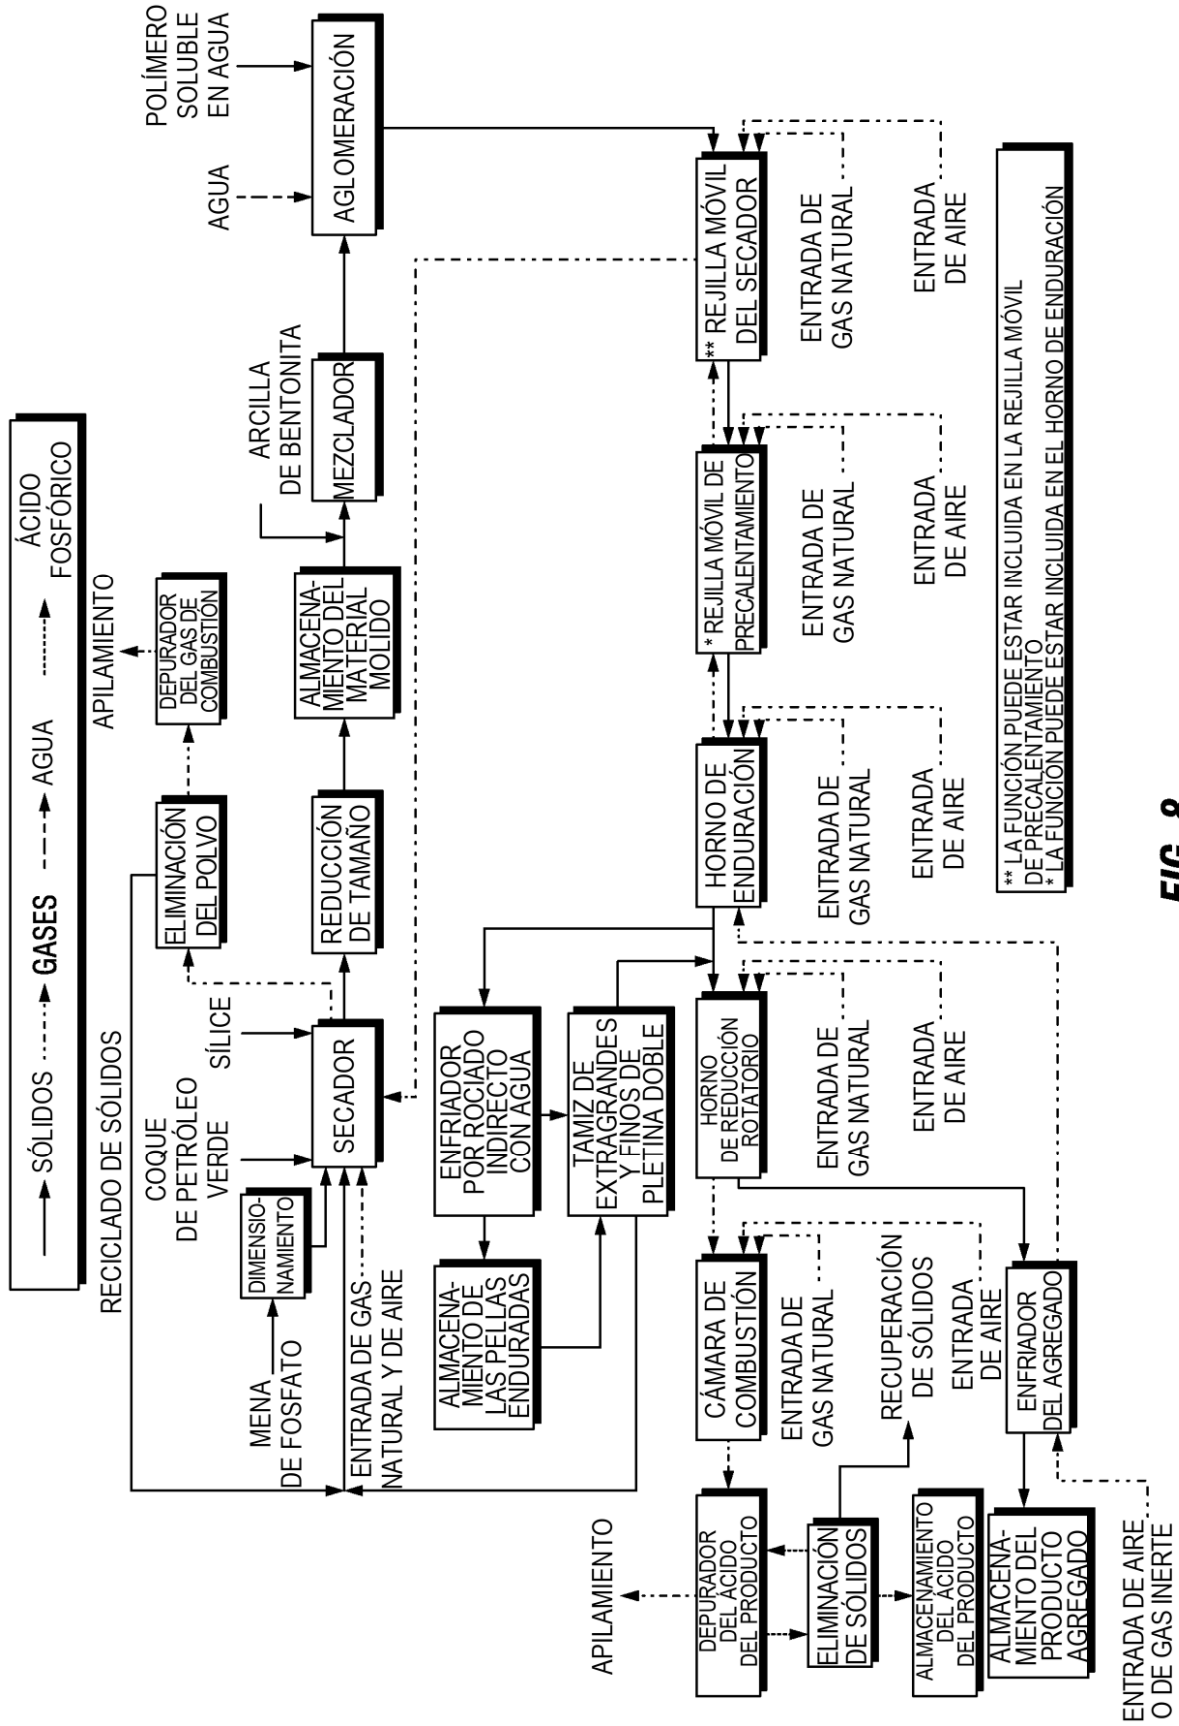 SÓLIDOS
GASES
AGUA
ÁCIDO
FOSFÓRICO
RECICLADO DE SÓLIDOS
ELIMINACIÓN
DEL POLVO
DEPURADOR
DEL GAS DE
COMBUSTIÓN
APILAMIENTO
MENA
DE FOSFATO
DIMENSIO-
NAMIENTO
COQUE
DE PETRÓLEO
VERDE
SÍLICE
SECADOR
ENTRADA DE GAS
NATURAL Y DE AIRE
REDUCCIÓN
DE TAMAÑO
ALMACENA-
MIENTO DEL
MATERIAL
MOLIDO
ARCILLA
DE BENTONITA
MEZCLADOR
AGUA
POLÍMERO
SOLUBLE
EN AGUA
AGLOMERACIÓN
ALMACENA-
MIENTO DE
LAS PELLAS
ENDURADAS
ENFRIADOR
POR ROCIADO
INDIRECTO
CON AGUA
TAMIZ DE
EXTRAGRANDES
Y FINOS DE
PLETINA DOBLE
APILAMIENTO
DEPURADOR
DEL ÁCIDO
DEL PRODUCTO
CÁMARA DE
COMBUSTIÓN
HORNO
DE REDUCCIÓN
ROTATORIO
HORNO DE
ENDURACIÓN
* REJILLA MÓVIL DE
PRECALENTAMIENTO
** REJILLA MÓVIL
DEL SECADOR
ENTRADA DE
GAS NATURAL
ENTRADA DE
GAS NATURAL
ENTRADA DE
GAS NATURAL
ENTRADA DE
GAS NATURAL
ENTRADA DE
GAS NATURAL
ELIMINACIÓN
DE SÓLIDOS
RECUPERACIÓN
DE SÓLIDOS
ENTRADA
DE AIRE
ENTRADA
DE AIRE
ENTRADA
DE AIRE
ENTRADA
DE AIRE
ENTRADA
DE AIRE
ALMACENAMIENTO
DEL ÁCIDO
DEL PRODUCTO
ALMACENA-
MIENTO DEL
PRODUCTO
AGREGADO
ENFRIADOR
DEL AGREGADO
ENTRADA DE AIRE
O DE GAS INERTE
** LA FUNCIÓN PUEDE ESTAR INCLUIDA EN LA REJILLA MÓVIL
DE PRECALENTAMIENTO
* LA FUNCIÓN PUEDE ESTAR INCLUIDA EN EL HORNO DE ENDURACIÓN
FIG. 8